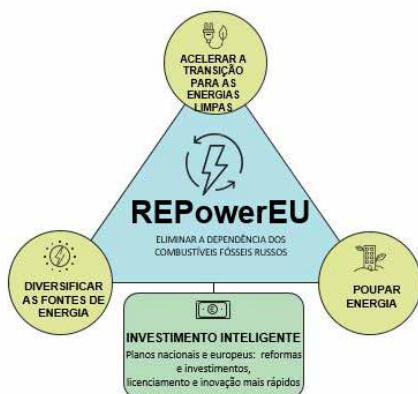 ACELERAR A
TRANSIÇÃO
PARA AS
ENERGIAS
LIMPAS
REPowerEU
ELIMINAR A DEPENDÊNCIA DOS
COMBUSTÍVEIS FÓSSEIS RUSSOS
DIVERSIFICAR
AS FONTES DE
ENERGIA
POUPAR
ENERGIA
INVESTIMENTO INTELIGENTE
Planos nacionais e europeus: reformas
e investimentos,
licenciamento e inovação mais rápidos